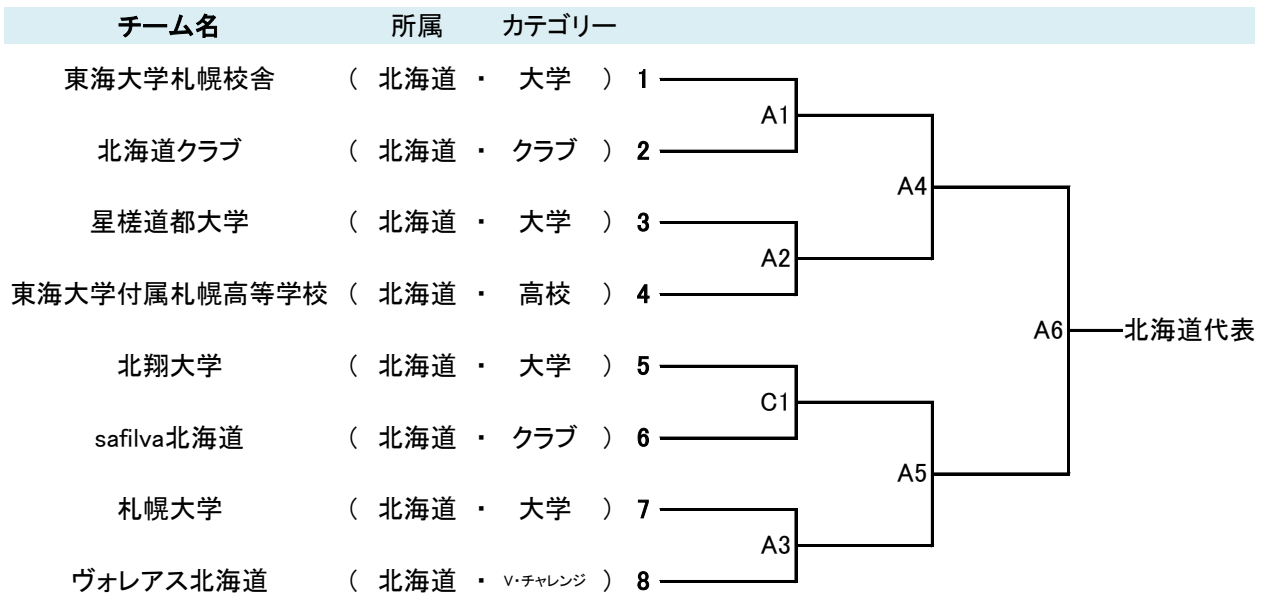 チーム名 所属 カテゴリー
東海大学札幌校舎 ( 北海道 ・ 大学 ) 1
A1
北海道クラブ ( 北海道 ・ クラブ ) 2
A4
星槎道都大学 ( 北海道 ・ 大学 ) 3
A2
東海大学付属札幌高等学校 ( 北海道 ・ 高校 ) 4
A6 北海道代表
北翔大学 ( 北海道 ・ 大学 ) 5
C1
safilva北海道 ( 北海道 ・ クラブ ) 6
A5
札幌大学 ( 北海道 ・ 大学 ) 7
A3
ヴォレアス北海道 ( 北海道 ・ V・チャレンジ ) 8